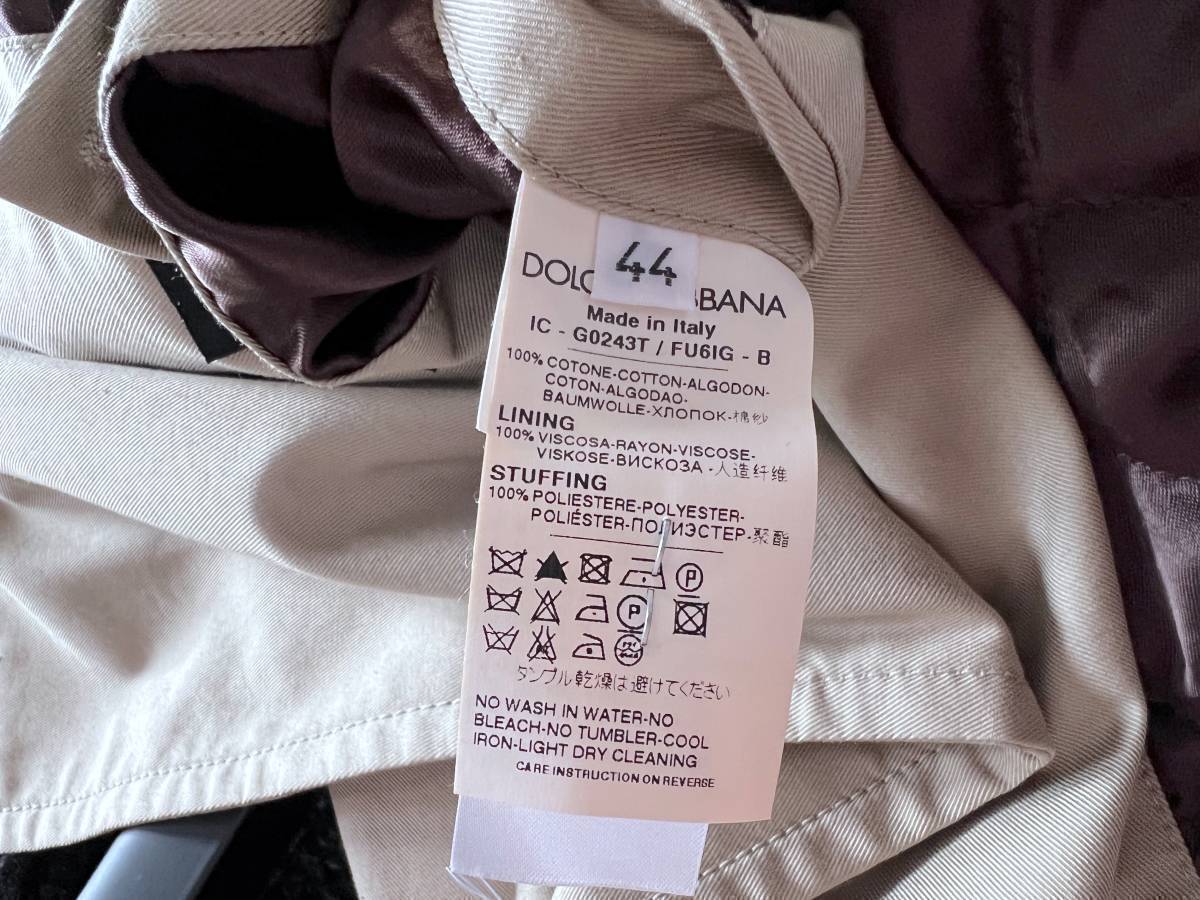 44
DOLC BBANA
Made in Italy
IC - G0243T / FU6IG - B
100% COTONE-COTTON-ALGODON-
COTON-ALGODAO-
BAUMWOLLE-ХЛОПОК-棉纱
LINING
100% VISCOSA-RAYON-VISCOSE-
VISKOSE-ВИСКОЗА-人造纤维
STUFFING
100% POLIESTERE-POLYESTER-
POLIÉSTER-ПОЛИЭСТЕР-聚酯
P
P
タンブル乾燥は避けてください
NO WASH IN WATER-NO
BLEACH-NO TUMBLER-COOL
IRON-LIGHT DRY CLEANING
CARE INSTRUCTION ON REVERSE